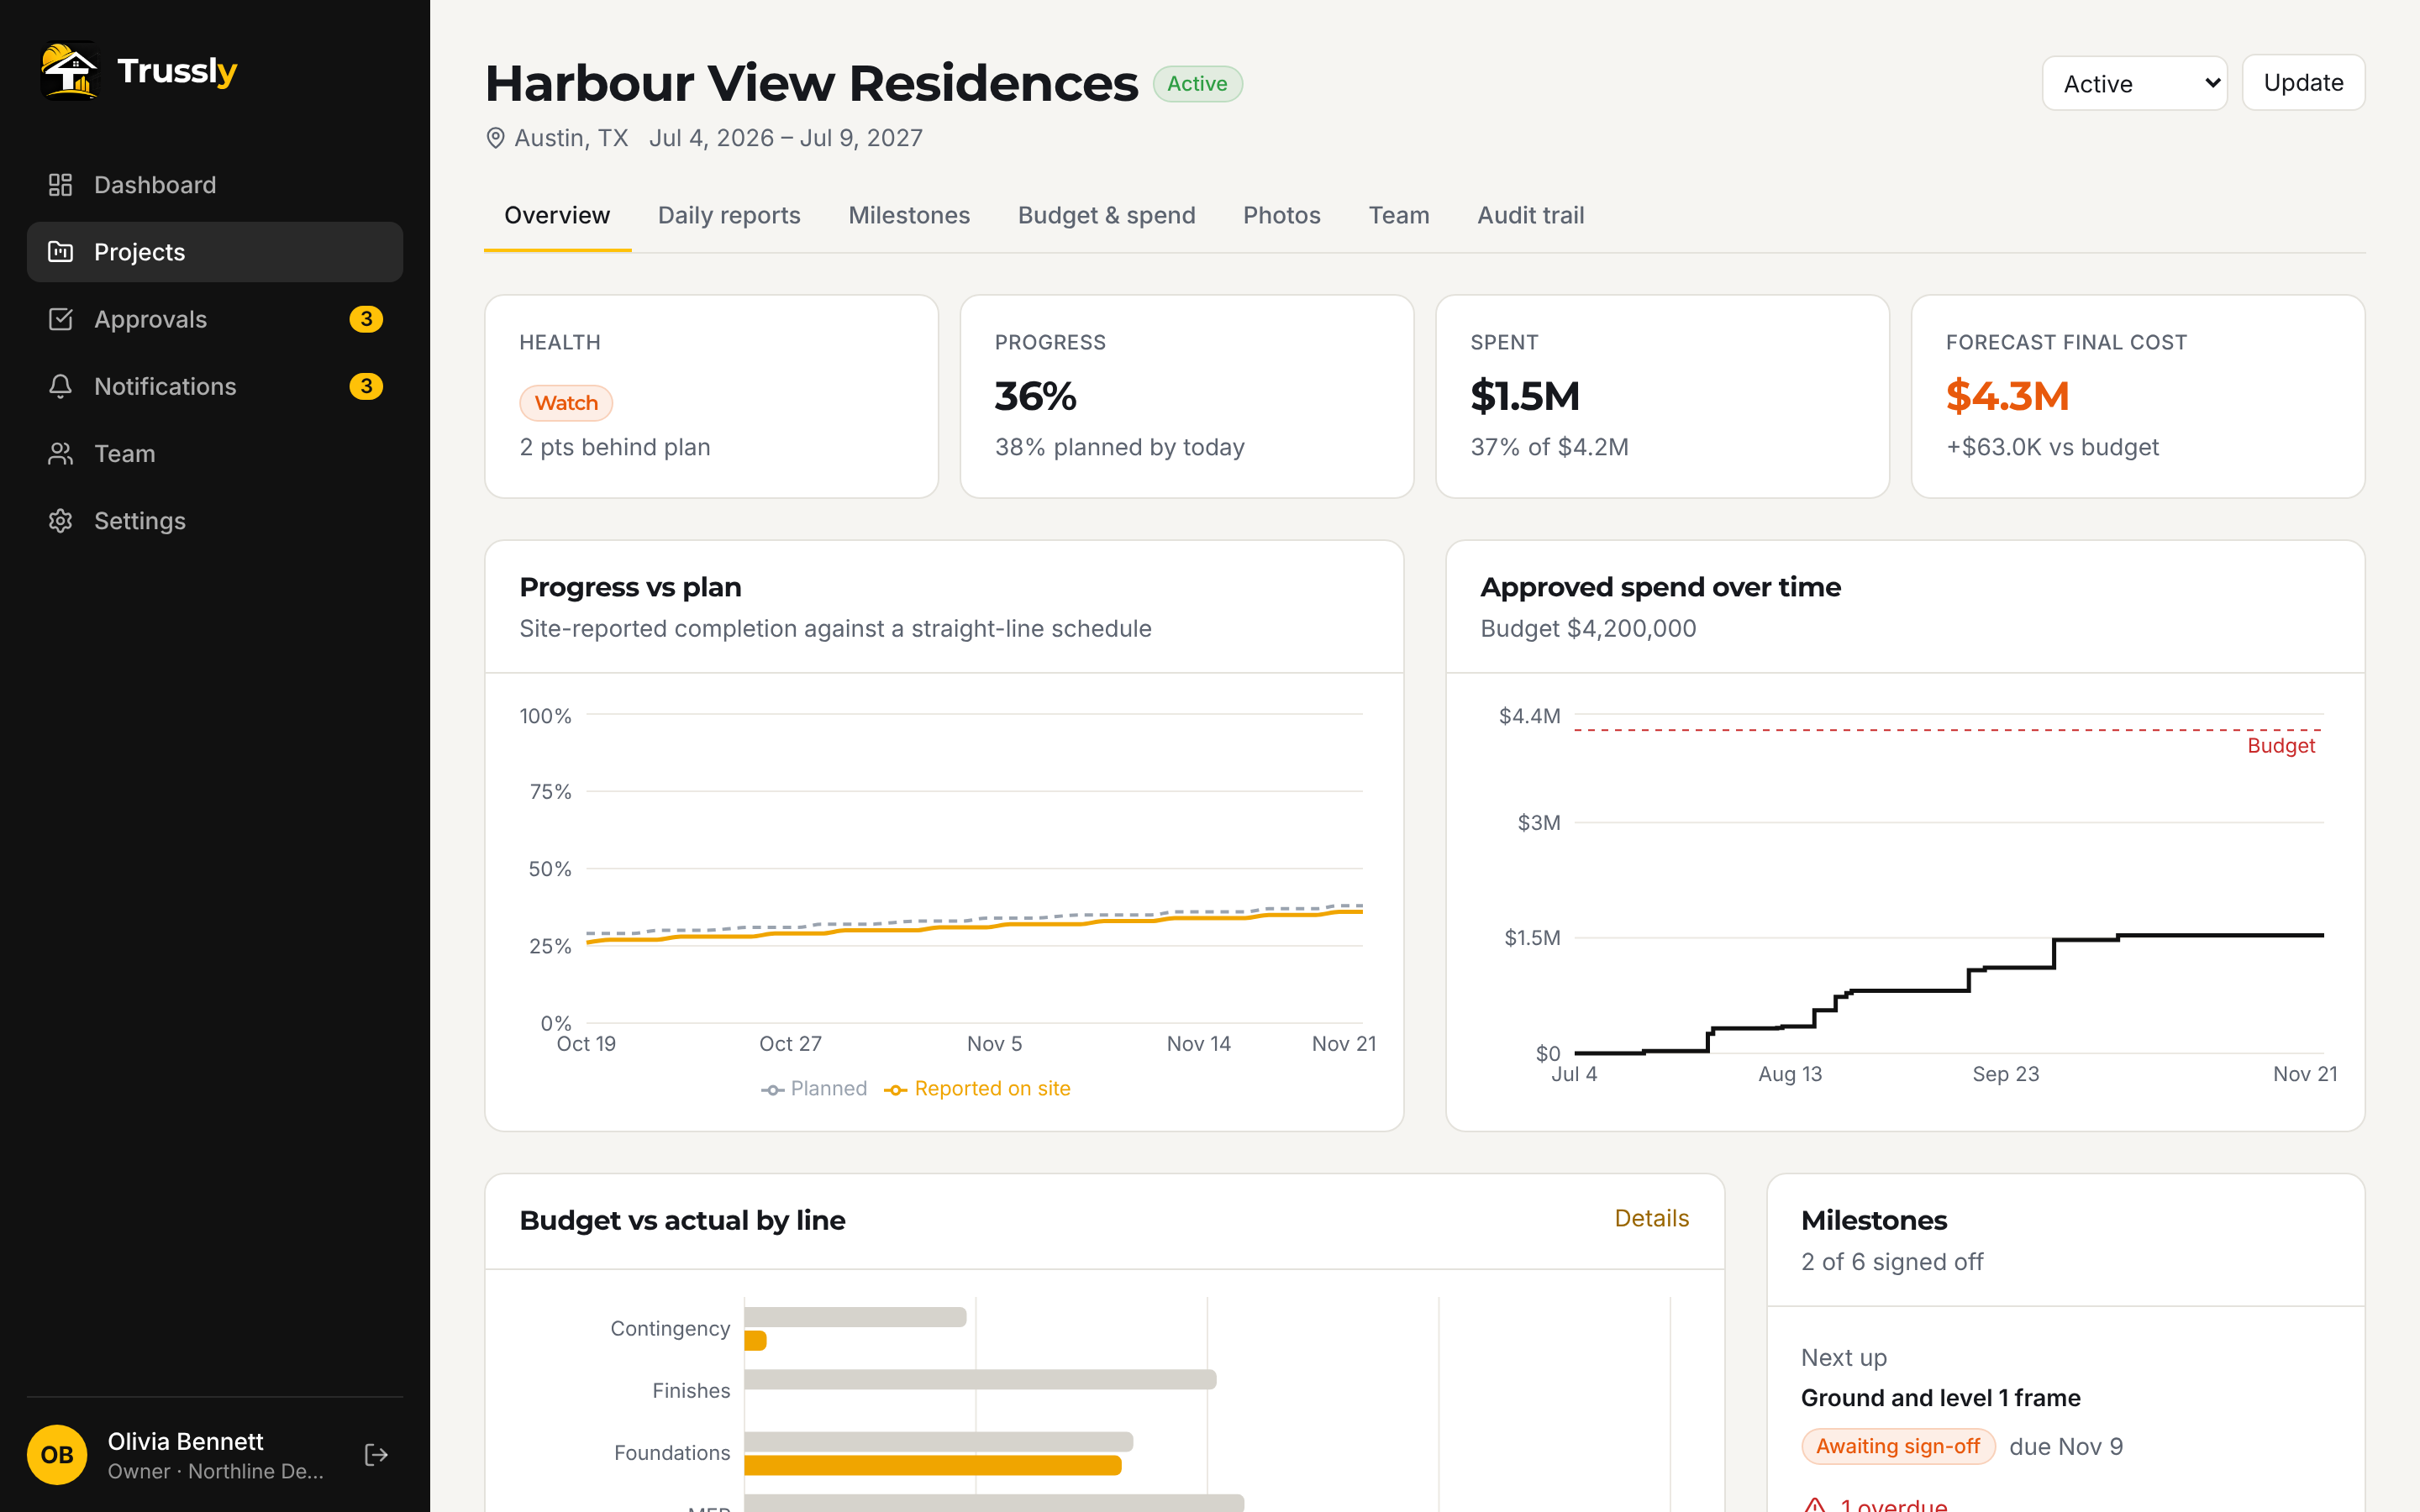 Trussly
Dashboard
Projects
Approvals 3
Notifications 3
Team
Settings
OB
Olivia Bennett
Owner · Northline De...
Harbour View Residences Active
Austin, TX Jul 4, 2026 – Jul 9, 2027
Active Update
Overview Daily reports Milestones Budget & spend Photos Team Audit trail
HEALTH
Watch
2 pts behind plan
PROGRESS
36%
38% planned by today
SPENT
$1.5M
37% of $4.2M
FORECAST FINAL COST
$4.3M
+$63.0K vs budget
Progress vs plan
Site-reported completion against a straight-line schedule
100%
75%
50%
25%
0%
Oct 19 Oct 27 Nov 5 Nov 14 Nov 21
Planned Reported on site
Approved spend over time
Budget $4,200,000
$4.4M
Budget
$3M
$1.5M
$0
Jul 4 Aug 13 Sep 23 Nov 21
Budget vs actual by line Details
Contingency
Finishes
Foundations
MEP
Milestones
2 of 6 signed off
Next up
Ground and level 1 frame
Awaiting sign-off due Nov 9
1 overdue